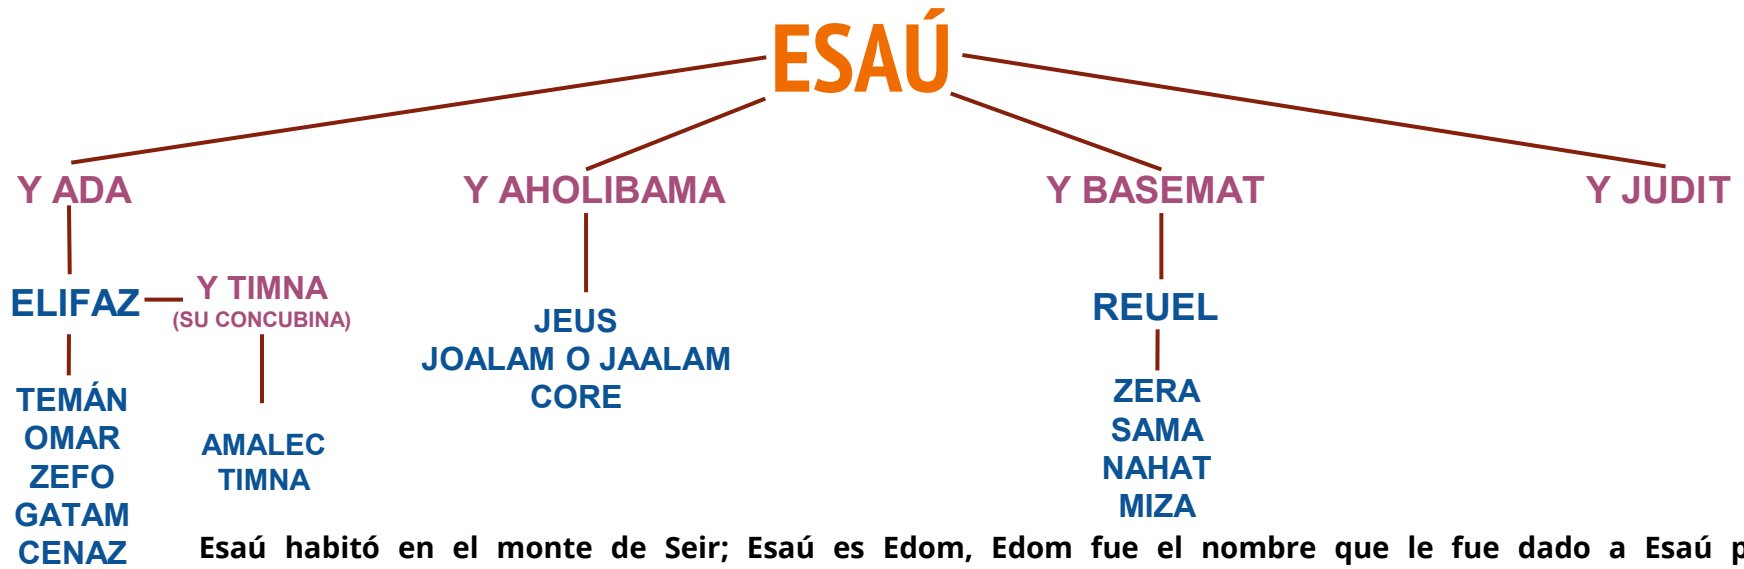 ESAÚ
Y ADA
Y AHOLIBAMA
Y BASEMAT
Y JUDIT
ELIFAZ
Y TIMNA
(SU CONCUBINA)
JEUS
JOALAM O JAALAM
CORE
REUEL
TEMÁN
OMAR
ZEFO
GATAM
CENAZ
AMALEC
TIMNA
ZERA
SAMA
NAHAT
MIZA
Esaú habitó en el monte de Seir; Esaú es Edom, Edom fue el nombre que le fue dado a Esaú